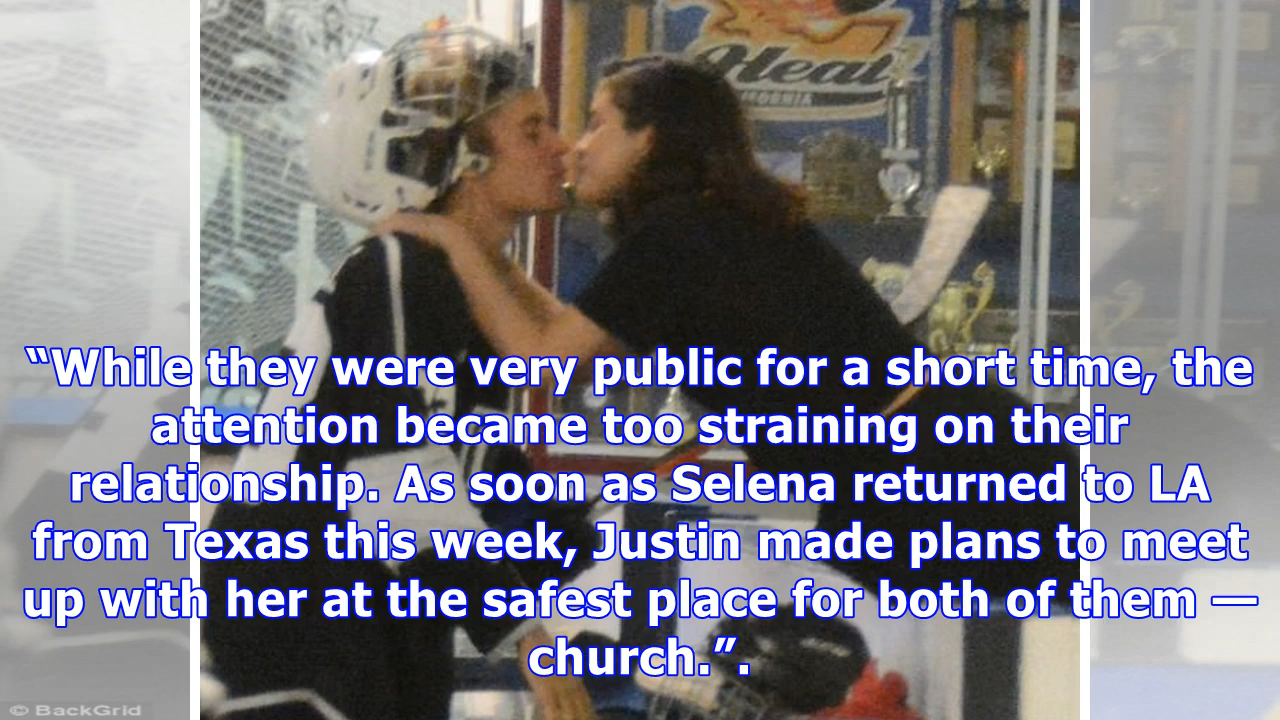 Heat
“While they were very public for a short time, the
attention became too straining on their
relationship. As soon as Selena returned to LA
from Texas this week, Justin made plans to meet
up with her at the safest place for both of them —
church.”.
© BackGrid